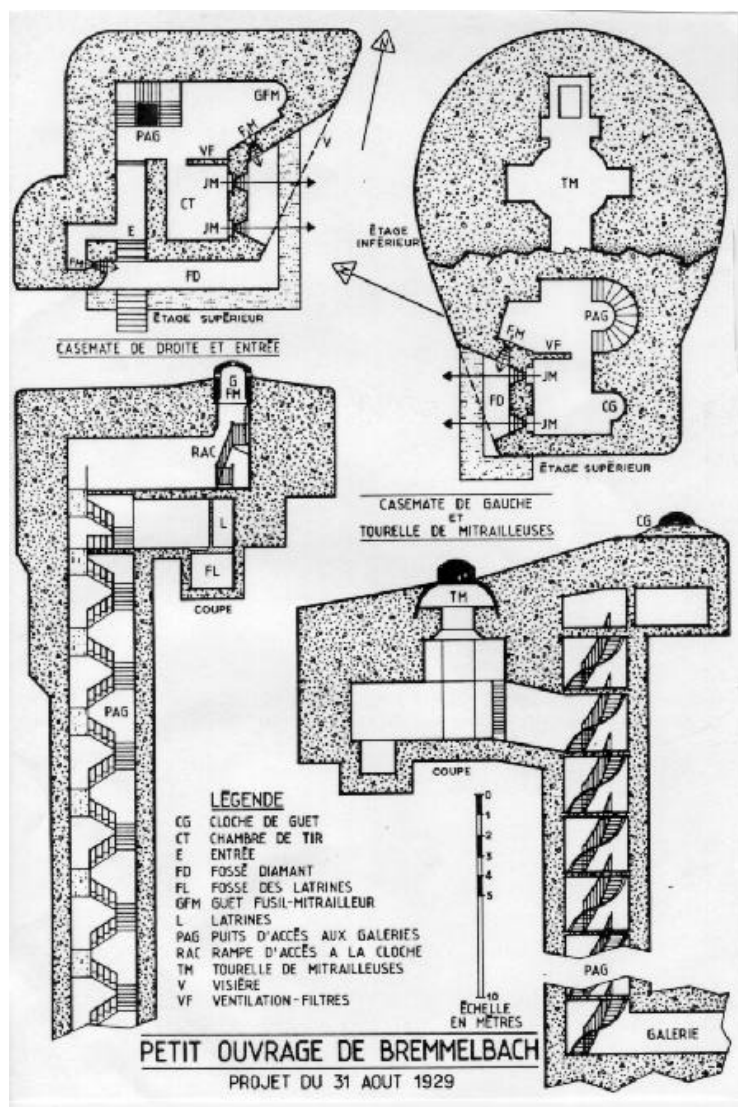 N
GFM
PAG
FM
V
VF
JM
CT
JM
E
FM
FD
ÉTAGE SUPÉRIEUR
CASEMATE DE DROITE ET ENTRÉE
TM
ÉTAGE
INFÉRIEUR
N
FM
PAG
VF
JM
FD
CG
JM
ÉTAGE SUPÉRIEUR
CASEMATE DE GAUCHE
ET
TOURELLE DE MITRAILLEUSES
G
FM
RAC
L
FL
COUPE
PAG
CG
TM
COUPE
PAG
GALERIE
LÉGENDE
CG CLOCHE DE GUET
CT CHAMBRE DE TIR
E ENTRÉE
FD FOSSÉ DIAMANT
FL FOSSE DES LATRINES
GFM GUET FUSIL-MITRAILLEUR
L LATRINES
PAG PUITS D'ACCÈS AUX GALERIES
RAC RAMPE D'ACCÈS A LA CLOCHE
TM TOURELLE DE MITRAILLEUSES
V VISIÈRE
VF VENTILATION-FILTRES
0
1
2
3
4
5
10
ÉCHELLE
EN MÈTRES
PETIT OUVRAGE DE BREMMELBACH
PROJET DU 31 AOUT 1929